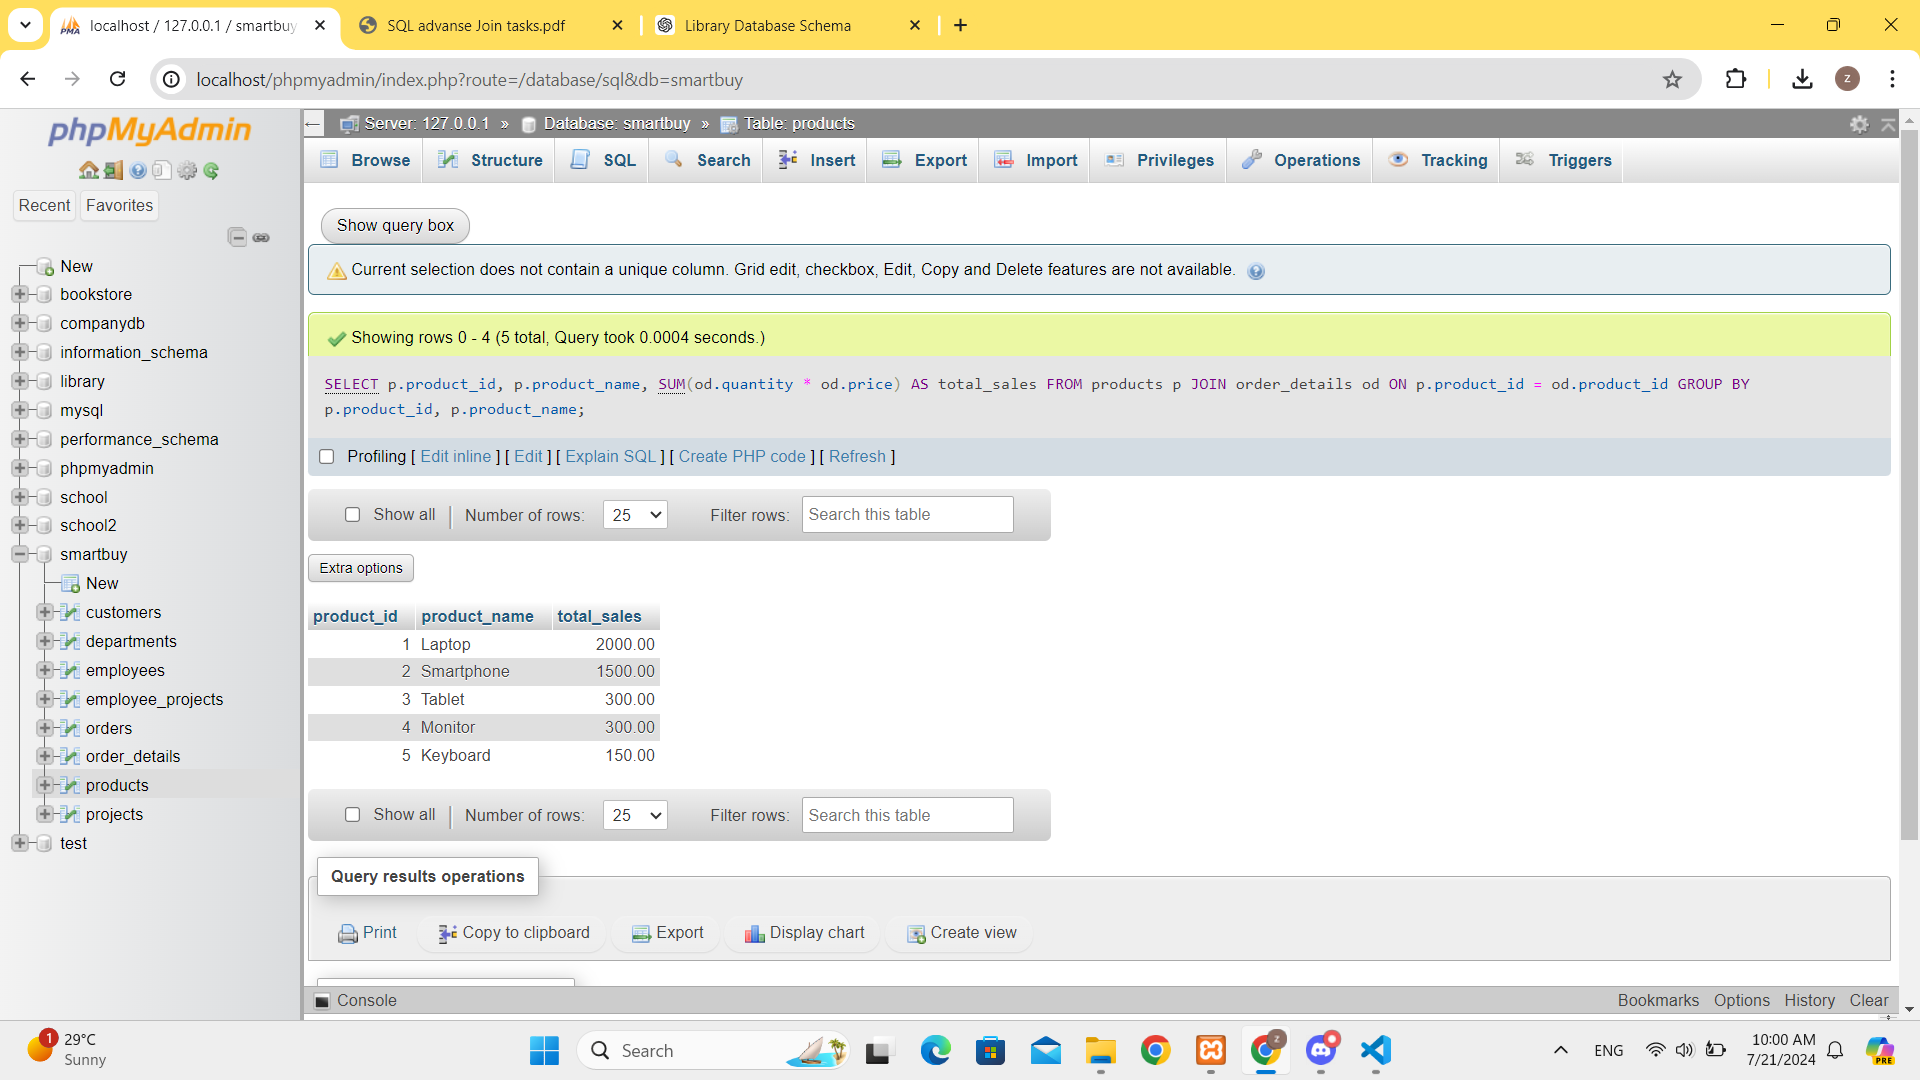 localhost / 127.0.0.1 / smartbuy
SQL advanse Join tasks.pdf
Library Database Schema
localhost/phpmyadmin/index.php?route=/database/sql&db=smartbuy
z
phpMyAdmin
Recent
Favorites
New
bookstore
companydb
information_schema
library
mysql
performance_schema
phpmyadmin
school
school2
smartbuy
New
customers
departments
employees
employee_projects
orders
order_details
products
projects
test
Server: 127.0.0.1 » Database: smartbuy » Table: products
Browse Structure SQL Search Insert Export Import Privileges Operations Tracking Triggers
Show query box
Current selection does not contain a unique column. Grid edit, checkbox, Edit, Copy and Delete features are not available.
Showing rows 0 - 4 (5 total, Query took 0.0004 seconds.)
SELECT p.product_id, p.product_name, SUM(od.quantity * od.price) AS total_sales FROM products p JOIN order_details od ON p.product_id = od.product_id GROUP BY
p.product_id, p.product_name;
Profiling [ Edit inline ] [ Edit ] [ Explain SQL ] [ Create PHP code ] [ Refresh ]
Show all | Number of rows: 25 Filter rows: Search this table
Extra options
product_id product_name total_sales
1 Laptop 2000.00
2 Smartphone 1500.00
3 Tablet 300.00
4 Monitor 300.00
5 Keyboard 150.00
Show all | Number of rows: 25 Filter rows: Search this table
Query results operations
Print Copy to clipboard Export Display chart Create view
Console
Bookmarks Options History Clear
1
29°C
Sunny
Search
z
PRE
ENG
10:00 AM
7/21/2024